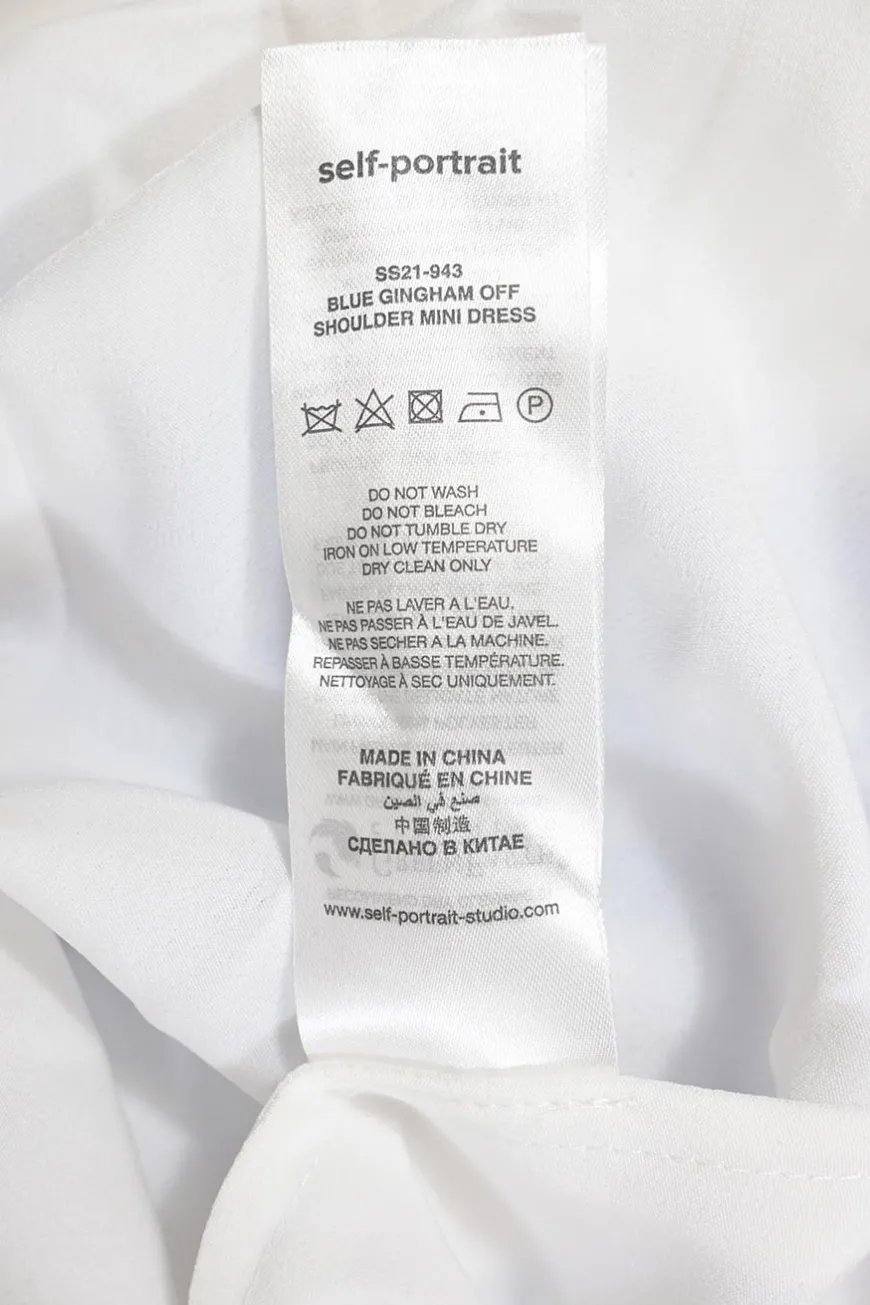 self-portrait
SS21-943
BLUE GINGHAM OFF
SHOULDER MINI DRESS
P
DO NOT WASH
DO NOT BLEACH
DO NOT TUMBLE DRY
IRON ON LOW TEMPERATURE
DRY CLEAN ONLY
NE PAS LAVER A L'EAU.
NE PAS PASSER À L'EAU DE JAVEL.
NE PAS SECHER A LA MACHINE.
REPASSER À BASSE TEMPÉRATURE.
NETTOYAGE À SEC UNIQUEMENT.
MADE IN CHINA
FABRIQUÉ EN CHINE
صنع في الصين
中国制造
СДЕЛАНО В КИТАЕ
www.self-portrait-studio.com